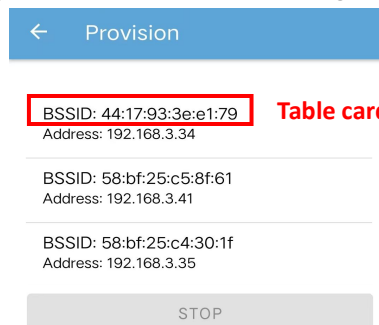 Provision
BSSID: 44:17:93:3e:e1:79
Table card
Address: 192.168.3.34
BSSID: 58:bf:25:c5:8f:61
Address: 192.168.3.41
BSSID: 58:bf:25:c4:30:1f
Address: 192.168.3.35
STOP